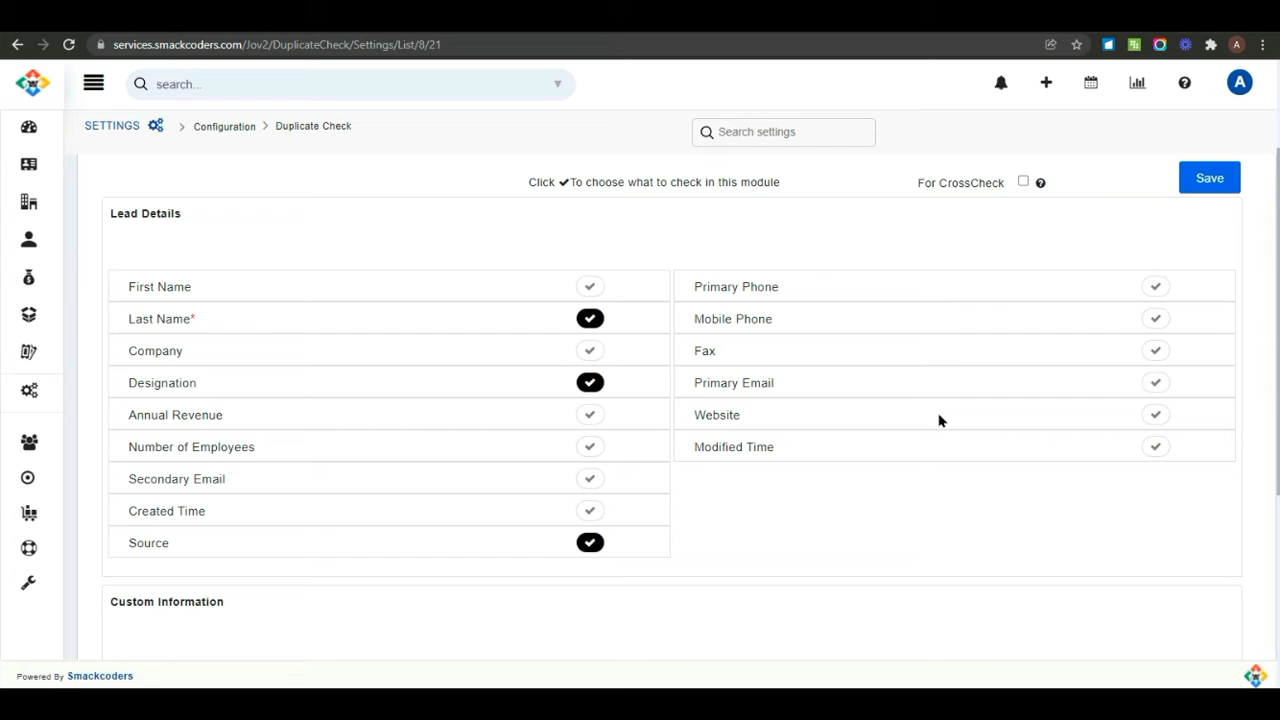 services.smackcoders.com/Jov2/DuplicateCheck/Settings/List/8/21
A
search...
A
SETTINGS
Configuration
Duplicate Check
Search settings
Click To choose what to check in this module
For CrossCheck
Save
Lead Details
First Name
Last Name*
Company
Designation
Annual Revenue
Number of Employees
Secondary Email
Created Time
Source
Primary Phone
Mobile Phone
Fax
Primary Email
Website
Modified Time
Custom Information
Powered By Smackcoders